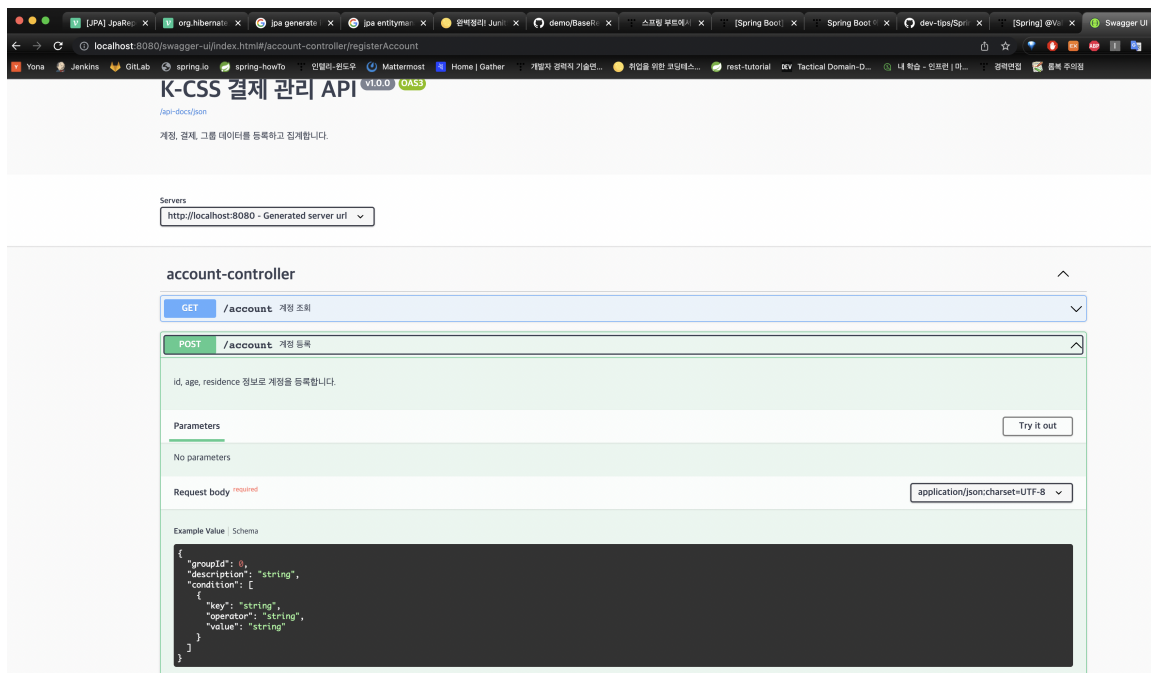 [JPA] JpaRep
org.hibernate
jpa generate
jpa entityman
완벽정리! Junit
demo/BaseRe
스프링 부트에서
[Spring Boot]
Spring Boot
dev-tips/Spri
[Spring] @Va
Swagger UI
localhost:8080/swagger-ui/index.html#/account-controller/registerAccount
Yona
Jenkins
GitLab
spring.io
spring-howTo
인텔리-윈도우
Mattermost
Home | Gather
개발자 경력직 기술면...
취업을 위한 코딩테스...
rest-tutorial
DEV Tactical Domain-D...
내 학습 - 인프런 | 마...
경력면접
롬복 주의점
K-CSS 결제 관리 API v1.0.0 OAS3
/api-docs/json
계정, 결제, 그룹 데이터를 등록하고 집계합니다.
Servers
http://localhost:8080 - Generated server url
account-controller
GET /account 계정 조회
POST /account 계정 등록
id, age, residence 정보로 계정을 등록합니다.
Parameters
Try it out
No parameters
Request body required
application/json;charset=UTF-8
Example Value | Schema
{
"groupId": 0,
"description": "string",
"condition": [
{
"key": "string",
"operator": "string",
"value": "string"
}
]
}